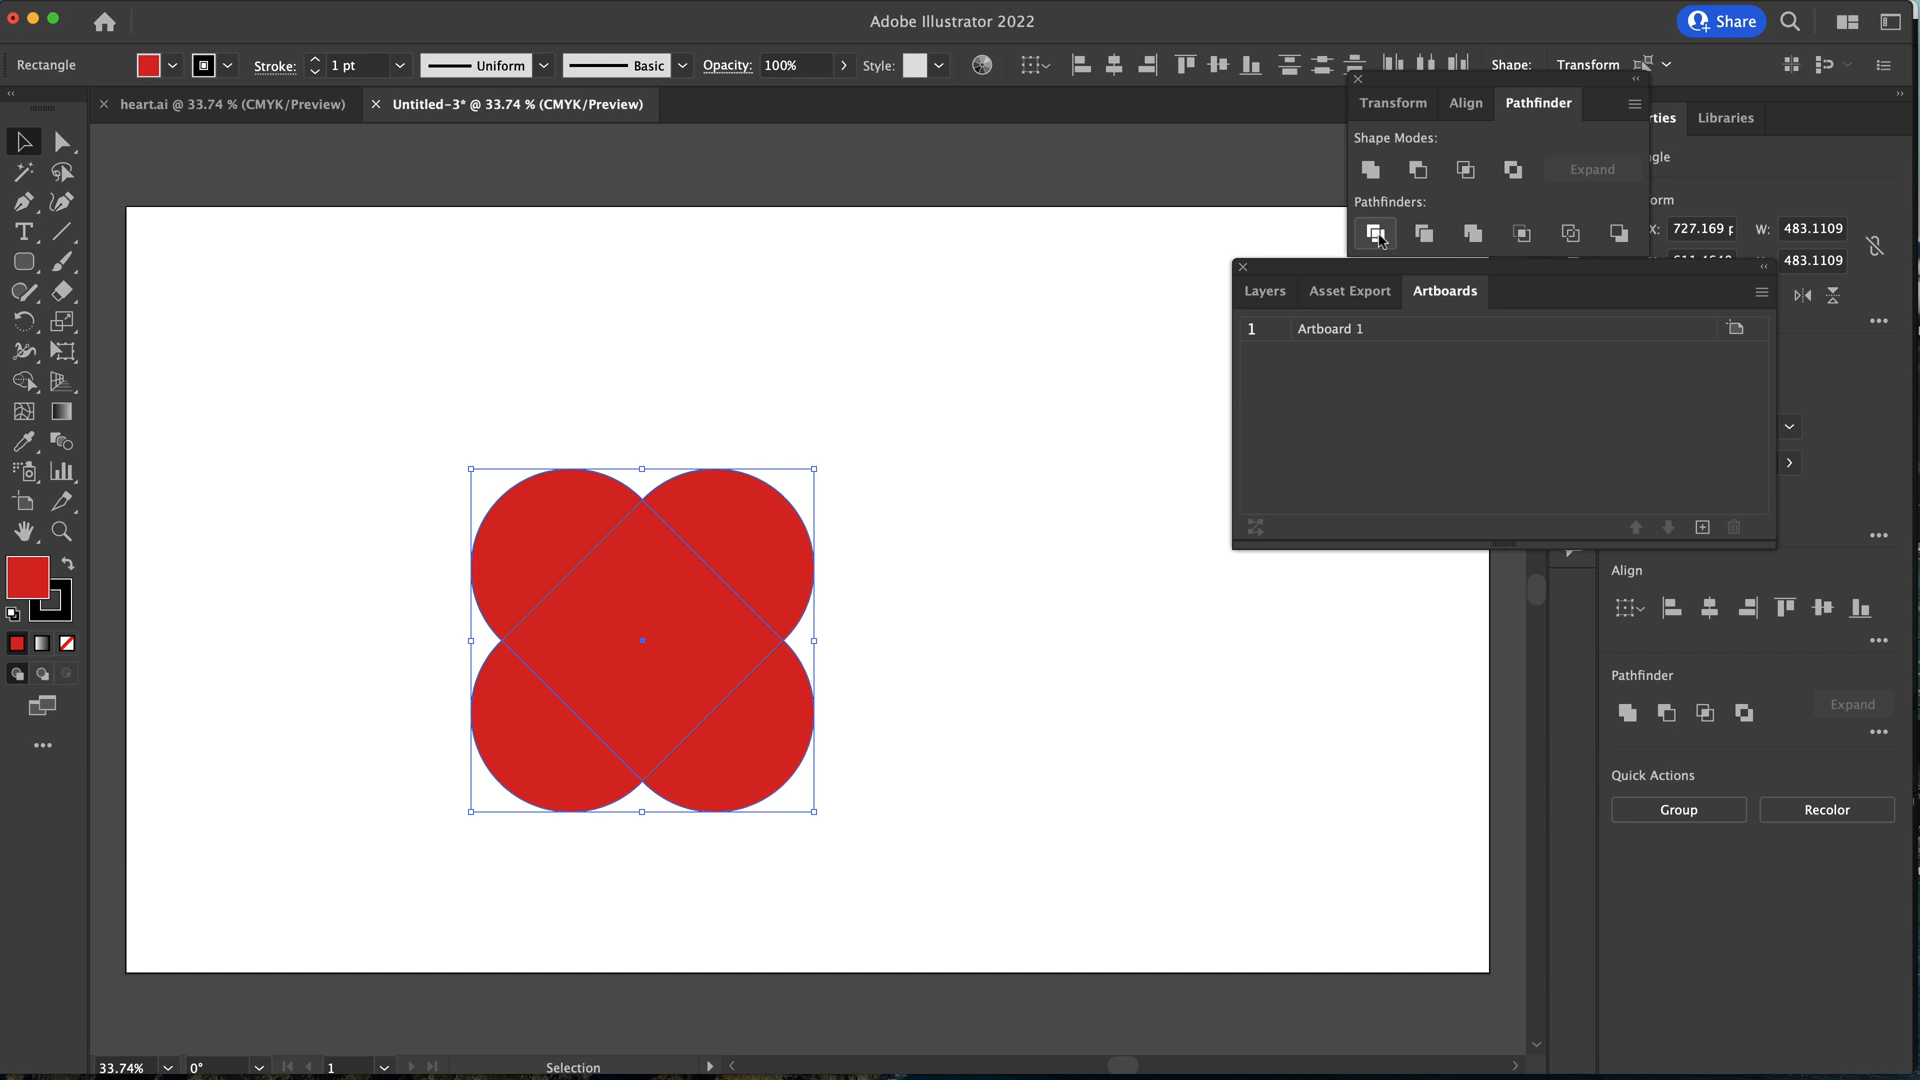 Adobe Illustrator 2022
Share
Rectangle
Stroke:
1 pt
Uniform
Basic
Opacity:
100%
Style:
Shape:
Transform
heart.ai @ 33.74 % (CMYK/Preview)
Untitled-3* @ 33.74 % (CMYK/Preview)
Transform
Align
Pathfinder
rties
Libraries
Shape Modes:
Expand
gle
Pathfinders:
orm
X:
727.169 p
W:
483.1109
483.1109
Layers
Asset Export
Artboards
1
Artboard 1
Align
Pathfinder
Expand
Quick Actions
Group
Recolor
33.74%
0°
1
Selection